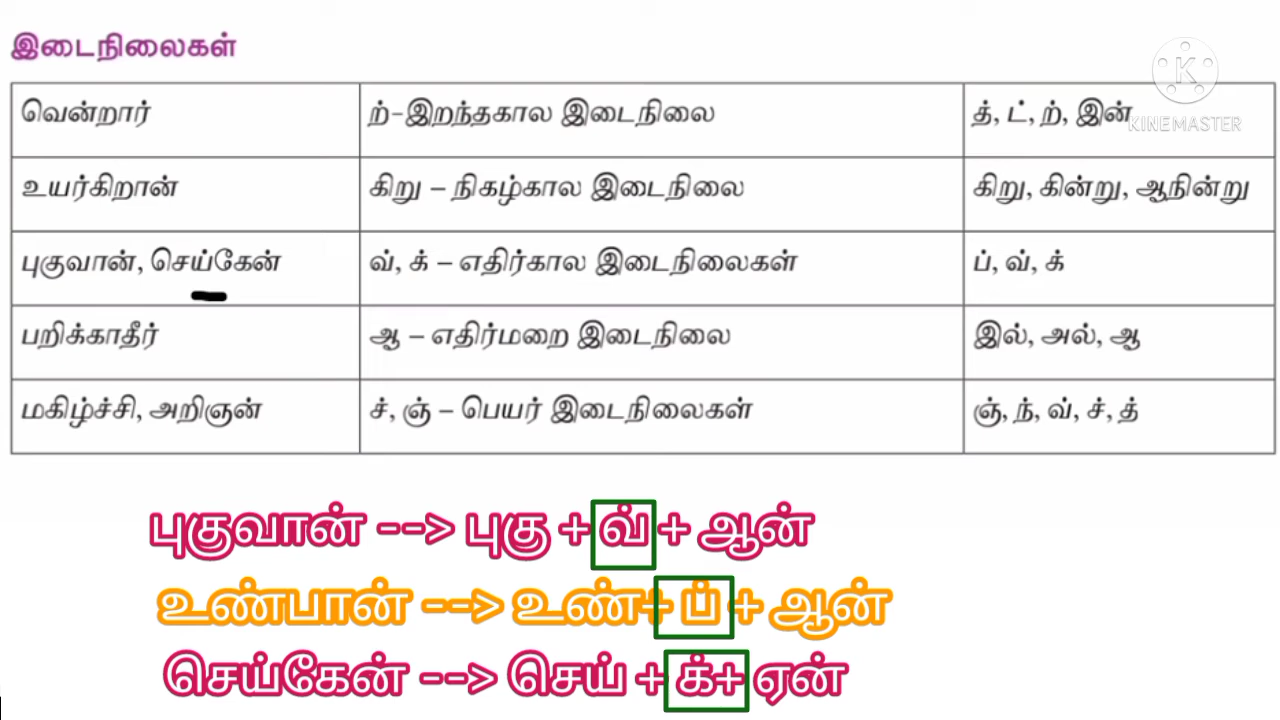 இடைநிலைகள்
K
KINEMASTER
வென்றார் ற்-இறந்தகால இடைநிலை த், ட், ற், இன்
உயர்கிறான் கிறு – நிகழ்கால இடைநிலை கிறு, கின்று, ஆநின்று
புகுவான், செய்கேன் வ், க் – எதிர்கால இடைநிலைகள் ப், வ், க்
பறிக்காதீர் ஆ – எதிர்மறை இடைநிலை இல், அல், ஆ
மகிழ்ச்சி, அறிஞன் ச், ஞ் – பெயர் இடைநிலைகள் ஞ், ந், வ், ச், த்
புகுவான் --> புகு + வ் + ஆன்
உண்பான் --> உண்+ ப் + ஆன்
செய்கேன் --> செய் + க்+ ஏன்